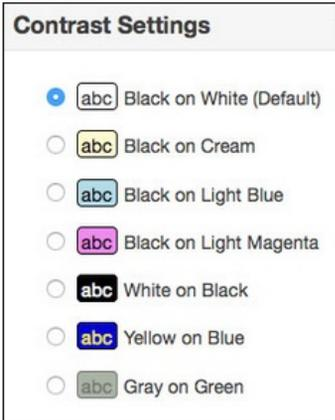 Contrast Settings
abc Black on White (Default)
abc Black on Cream
abc Black on Light Blue
abc Black on Light Magenta
abc White on Black
abc Yellow on Blue
abc Gray on Green